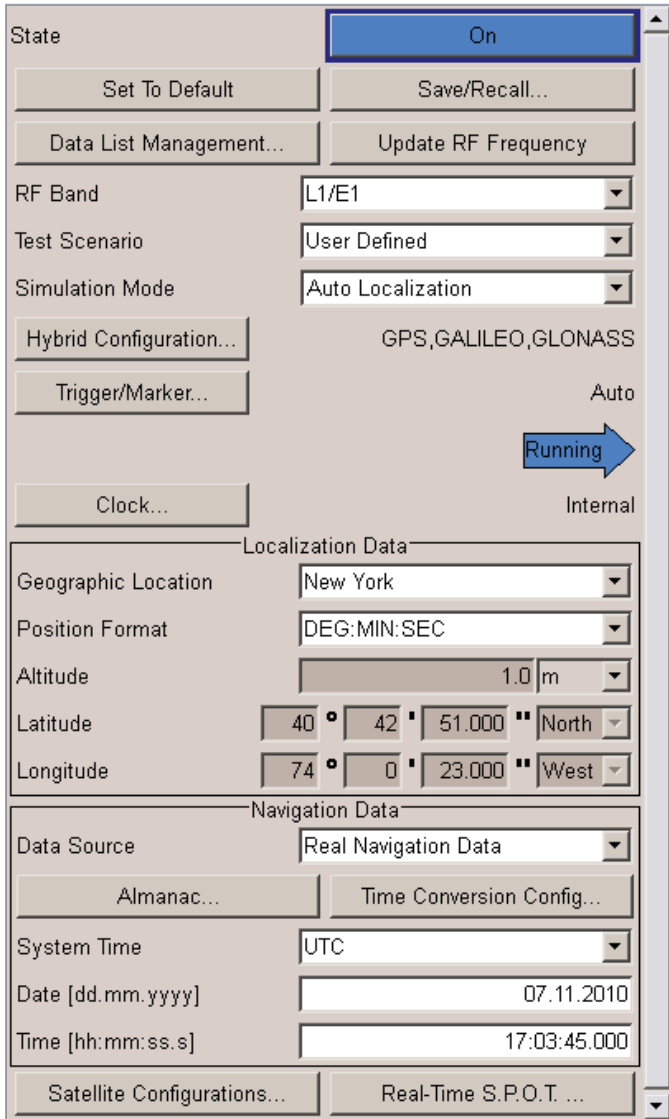 State On
Set To Default Save/Recall...
Data List Management... Update RF Frequency
RF Band L1/E1
Test Scenario User Defined
Simulation Mode Auto Localization
Hybrid Configuration... GPS,GALILEO,GLONASS
Trigger/Marker... Auto
Running
Clock... Internal
Localization Data
Geographic Location New York
Position Format DEG:MIN:SEC
Altitude 1.0 m
Latitude 40 ° 42 ' 51.000 " North
Longitude 74 ° 0 ' 23.000 " West
Navigation Data
Data Source Real Navigation Data
Almanac... Time Conversion Config...
System Time UTC
Date [dd.mm.yyyy] 07.11.2010
Time [hh:mm:ss.s] 17:03:45.000
Satellite Configurations... Real-Time S.P.O.T. ...